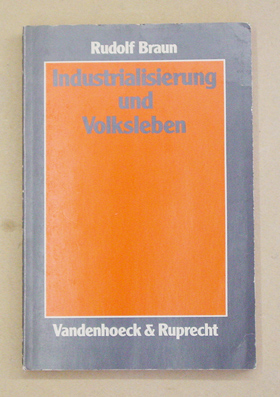 Rudolf Braun
Industrialisierung
und
Volksleben
Vandenhoeck & Ruprecht